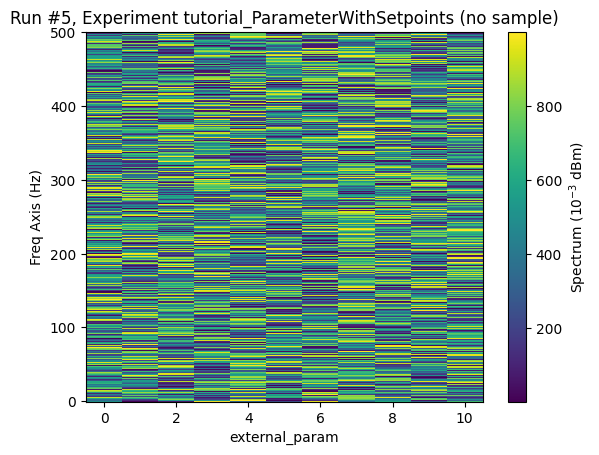 Run #5, Experiment tutorial_ParameterWithSetpoints (no sample)
500
400
300
200
100
0
Freq Axis (Hz)
0 2 4 6 8 10
external_param
800
600
400
200
Spectrum (10⁻³ dBm)